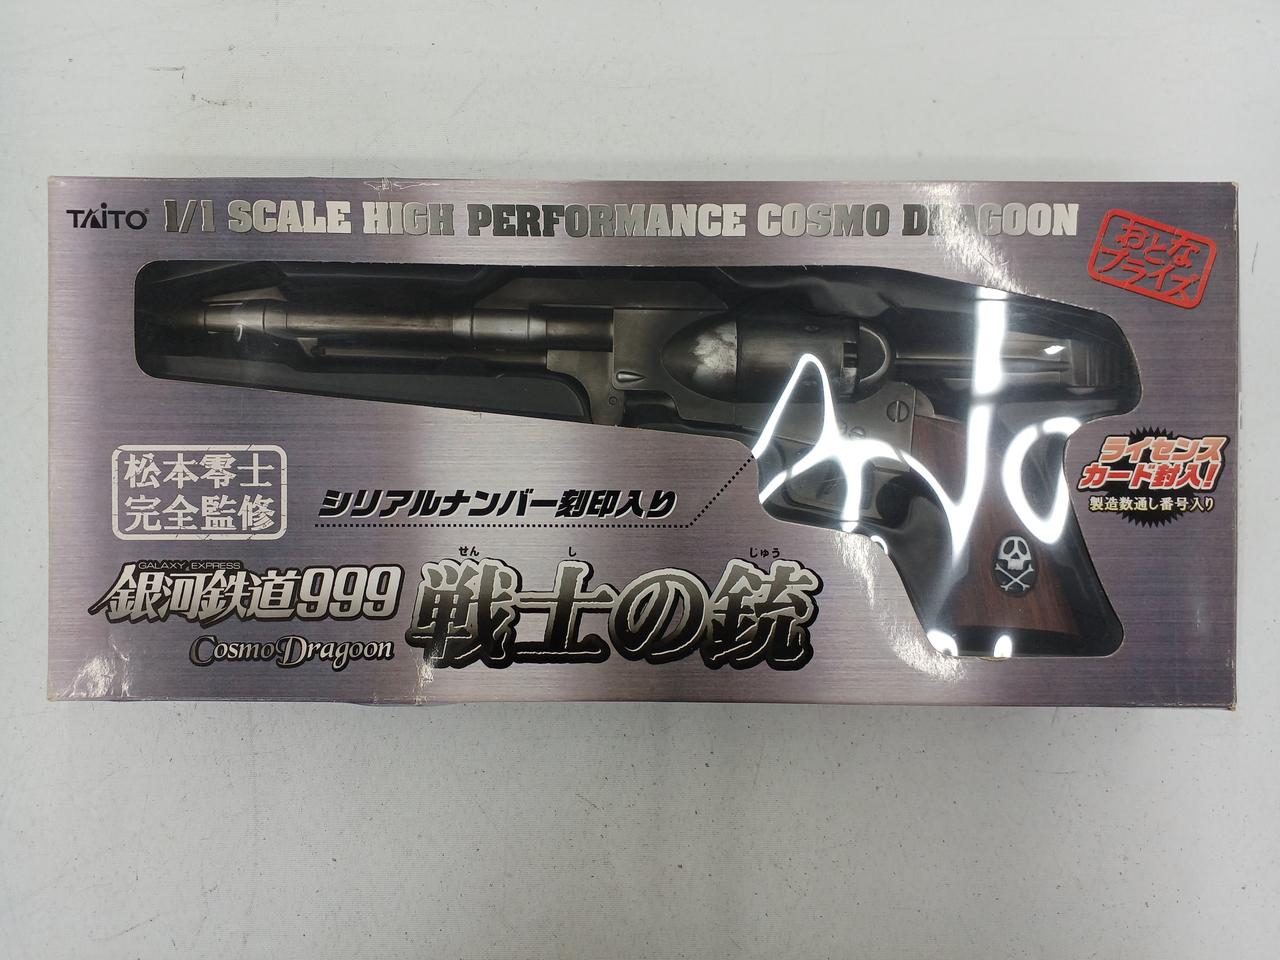 TAITO®
1/1 SCALE HIGH PERFORMANCE COSMO DRAGOON
おとな
プライズ
松本零士
完全監修
シリアルナンバー刻印入り
ライセンス
カード封入!
製造数通し番号入り
GALAXY EXPRESS
銀河鉄道999
Cosmo Dragoon
せん し じゅう
戦士の銃